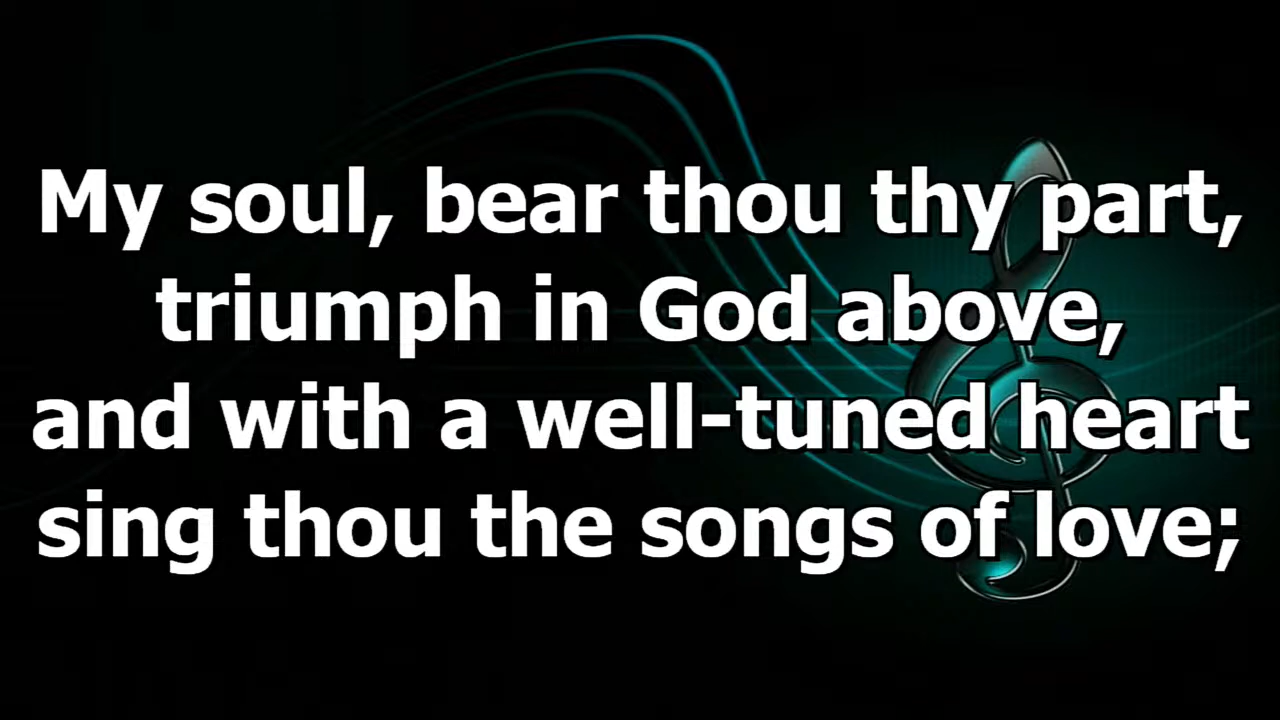 My soul, bear thou thy part,
triumph in God above,
and with a well-tuned heart
sing thou the songs of love;